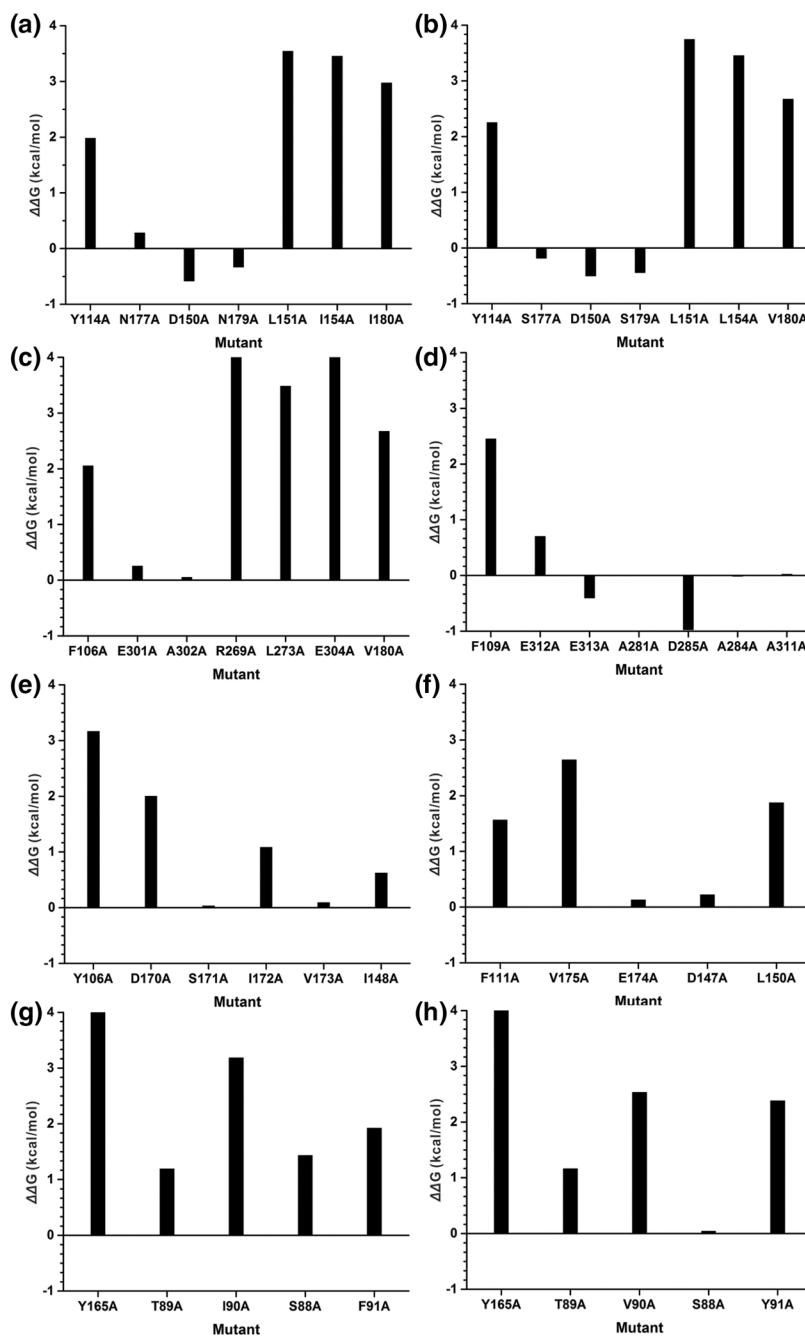 (a)
4
3
2
1
0
-1
ΔΔG (kcal/mol)
Y114A N177A D150A N179A L151A I154A I180A
Mutant
(b)
4
3
2
1
0
-1
ΔΔG (kcal/mol)
Y114A S177A D150A S179A L151A L154A V180A
Mutant
(c)
4
3
2
1
0
-1
ΔΔG (kcal/mol)
F106A E301A A302A R269A L273A E304A V180A
Mutant
(d)
4
3
2
1
0
-1
ΔΔG (kcal/mol)
F109A E312A E313A A281A D285A A284A A311A
Mutant
(e)
4
3
2
1
0
-1
ΔΔG (kcal/mol)
Y106A D170A S171A I172A V173A I148A
Mutant
(f)
4
3
2
1
0
-1
ΔΔG (kcal/mol)
F111A V175A E174A D147A L150A
Mutant
(g)
4
3
2
1
0
-1
ΔΔG (kcal/mol)
Y165A T89A I90A S88A F91A
Mutant
(h)
4
3
2
1
0
-1
ΔΔG (kcal/mol)
Y165A T89A V90A S88A Y91A
Mutant